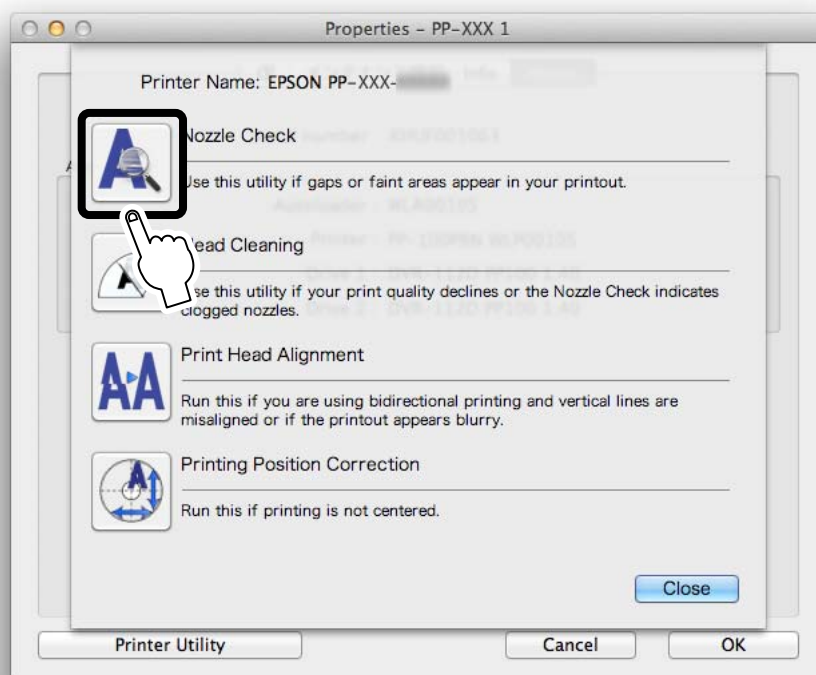 Properties – PP-XXX 1
Printer Name: EPSON PP-XXX-
Nozzle Check
Use this utility if gaps or faint areas appear in your printout.
Head Cleaning
Use this utility if your print quality declines or the Nozzle Check indicates
clogged nozzles.
Print Head Alignment
Run this if you are using bidirectional printing and vertical lines are
misaligned or if the printout appears blurry.
Printing Position Correction
Run this if printing is not centered.
Close
Printer Utility Cancel OK